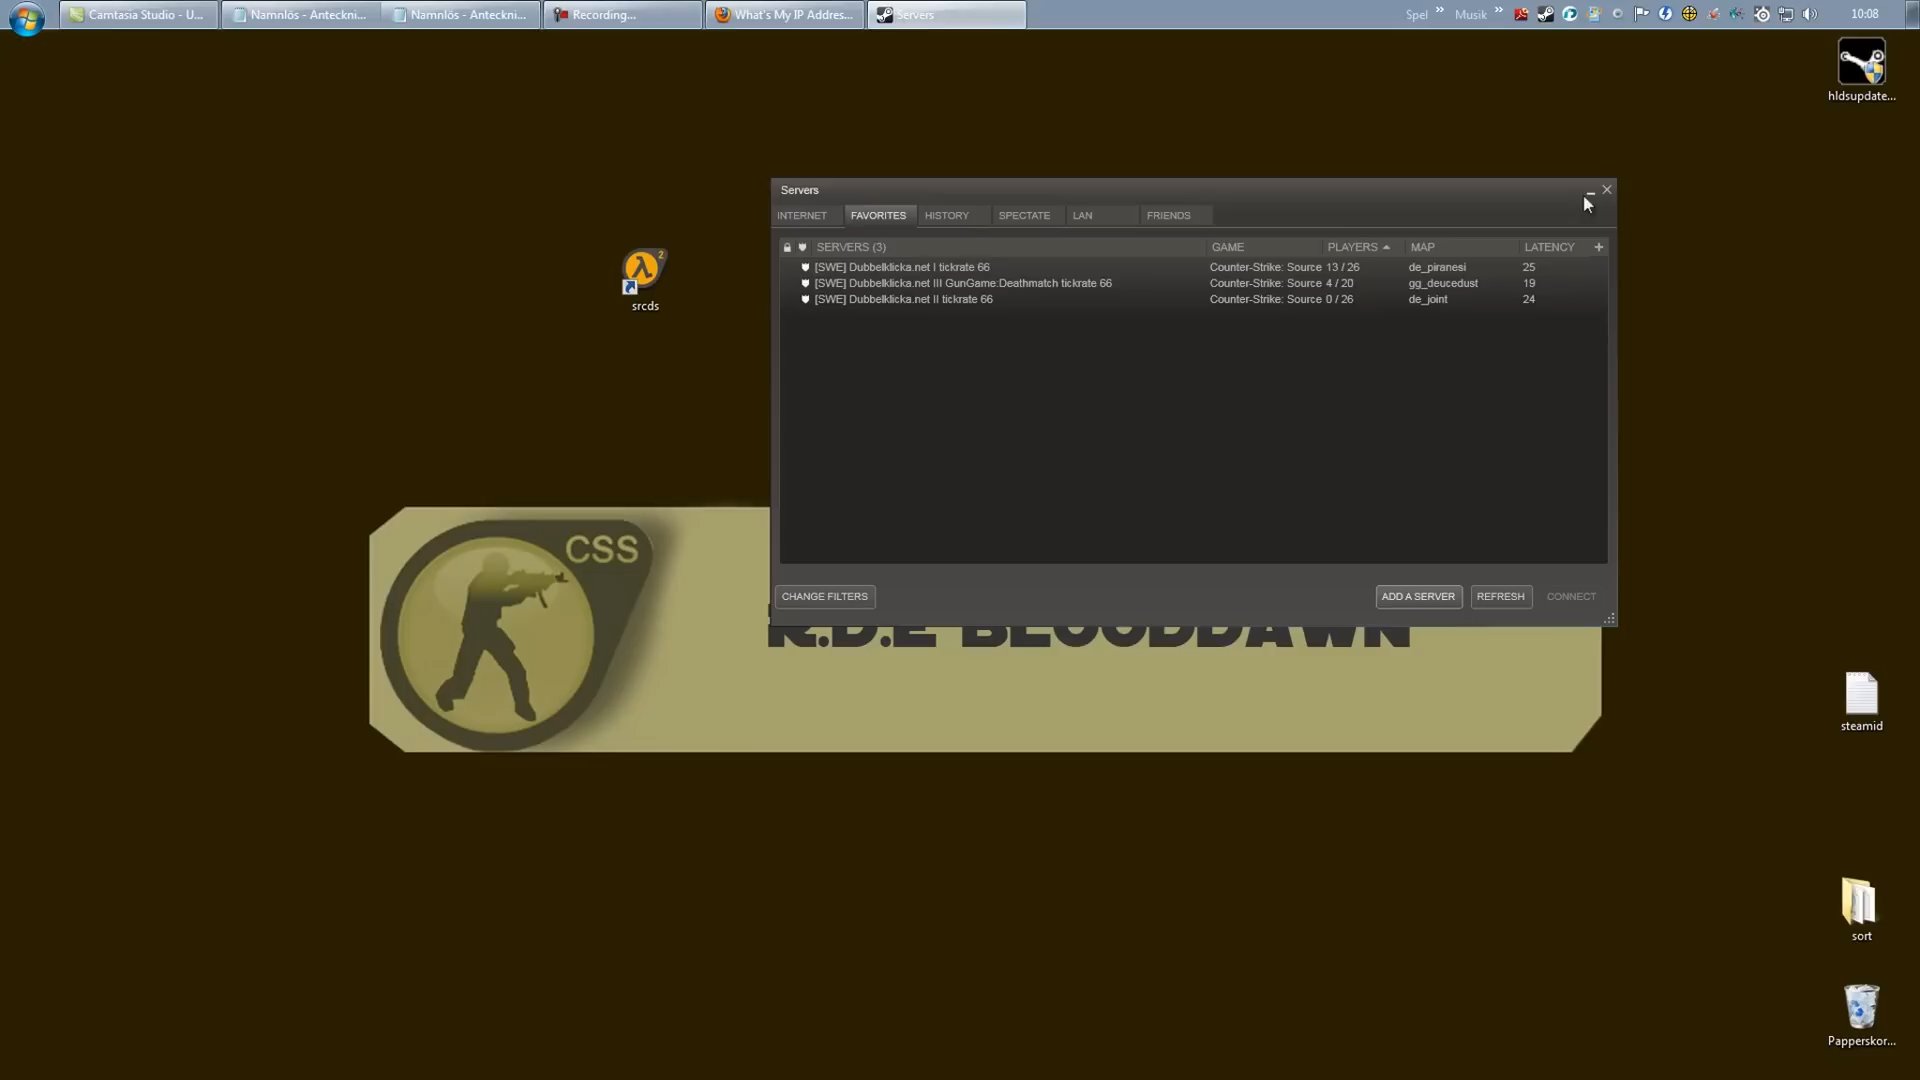 Camtasia Studio - U...
Namnlös - Anteckni...
Namnlös - Anteckni...
Recording...
What's My IP Addres...
Servers
Spel »
Musik »
10:08
hldsupdate...
srcds
2
Servers
INTERNET FAVORITES HISTORY SPECTATE LAN FRIENDS
SERVERS (3) GAME PLAYERS MAP LATENCY +
[SWE] Dubbelklicka.net I tickrate 66 Counter-Strike: Source 13 / 26 de_piranesi 25
[SWE] Dubbelklicka.net III GunGame:Deathmatch tickrate 66 Counter-Strike: Source 4 / 20 gg_deucedust 19
[SWE] Dubbelklicka.net II tickrate 66 Counter-Strike: Source 0 / 26 de_joint 24
CHANGE FILTERS ADD A SERVER REFRESH CONNECT
CSS
R.D.E BLOODDAWN
steamid
sort
Papperskor...